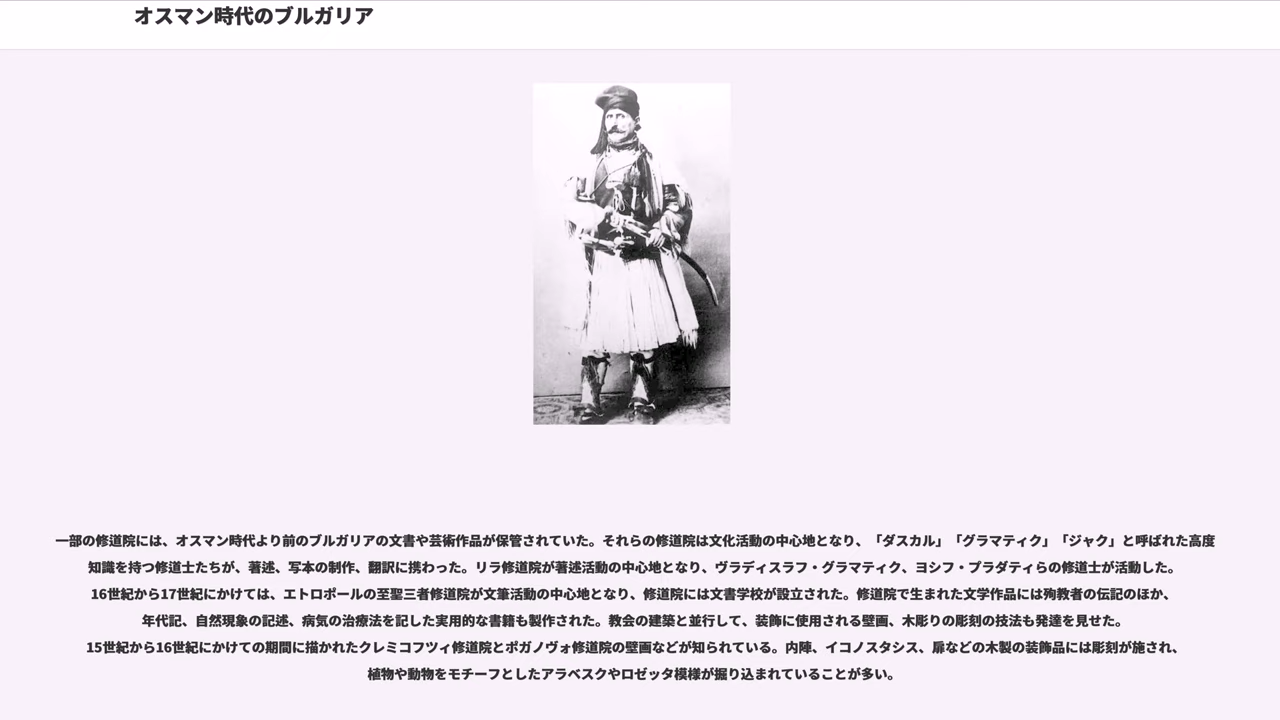 オスマン時代のブルガリア
一部の修道院には、オスマン時代より前のブルガリアの文書や芸術作品が保管されていた。それらの修道院は文化活動の中心地となり、「ダスカル」「グラマティク」「ジャク」と呼ばれた高度
知識を持つ修道士たちが、著述、写本の制作、翻訳に携わった。リラ修道院が著述活動の中心地となり、ヴラディスラフ・グラマティク、ヨシフ・プラダティらの修道士が活動した。
16世紀から17世紀にかけては、エトロポールの至聖三者修道院が文筆活動の中心地となり、修道院には文書学校が設立された。修道院で生まれた文学作品には殉教者の伝記のほか、
年代記、自然現象の記述、病気の治療法を記した実用的な書籍も製作された。教会の建築と並行して、装飾に使用される壁画、木彫りの彫刻の技法も発達を見せた。
15世紀から16世紀にかけての期間に描かれたクレミコフツィ修道院とポガノヴォ修道院の壁画などが知られている。内陣、イコノスタシス、扉などの木製の装飾品には彫刻が施され、
植物や動物をモチーフとしたアラベスクやロゼッタ模様が掘り込まれていることが多い。